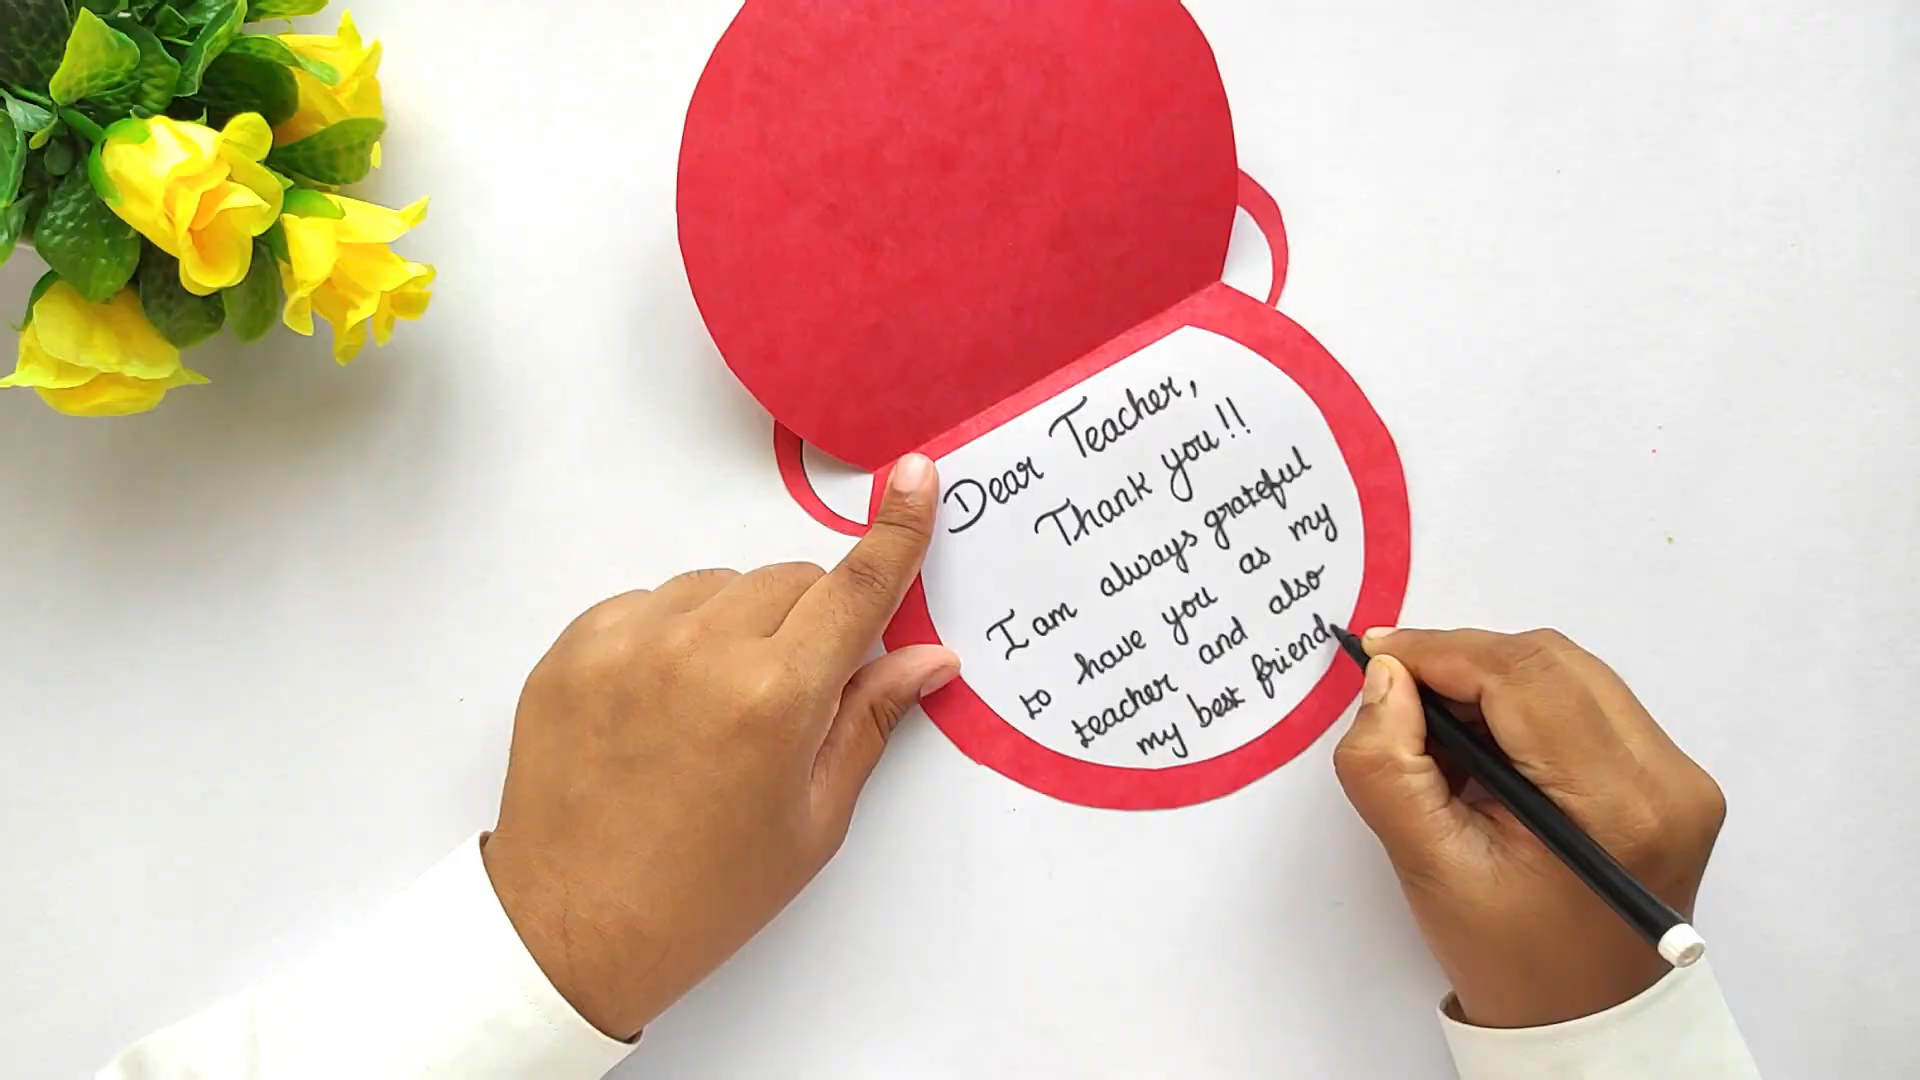 Dear Teacher,
Thank you!!
I am always grateful
to have you as my
teacher and also
my best friend